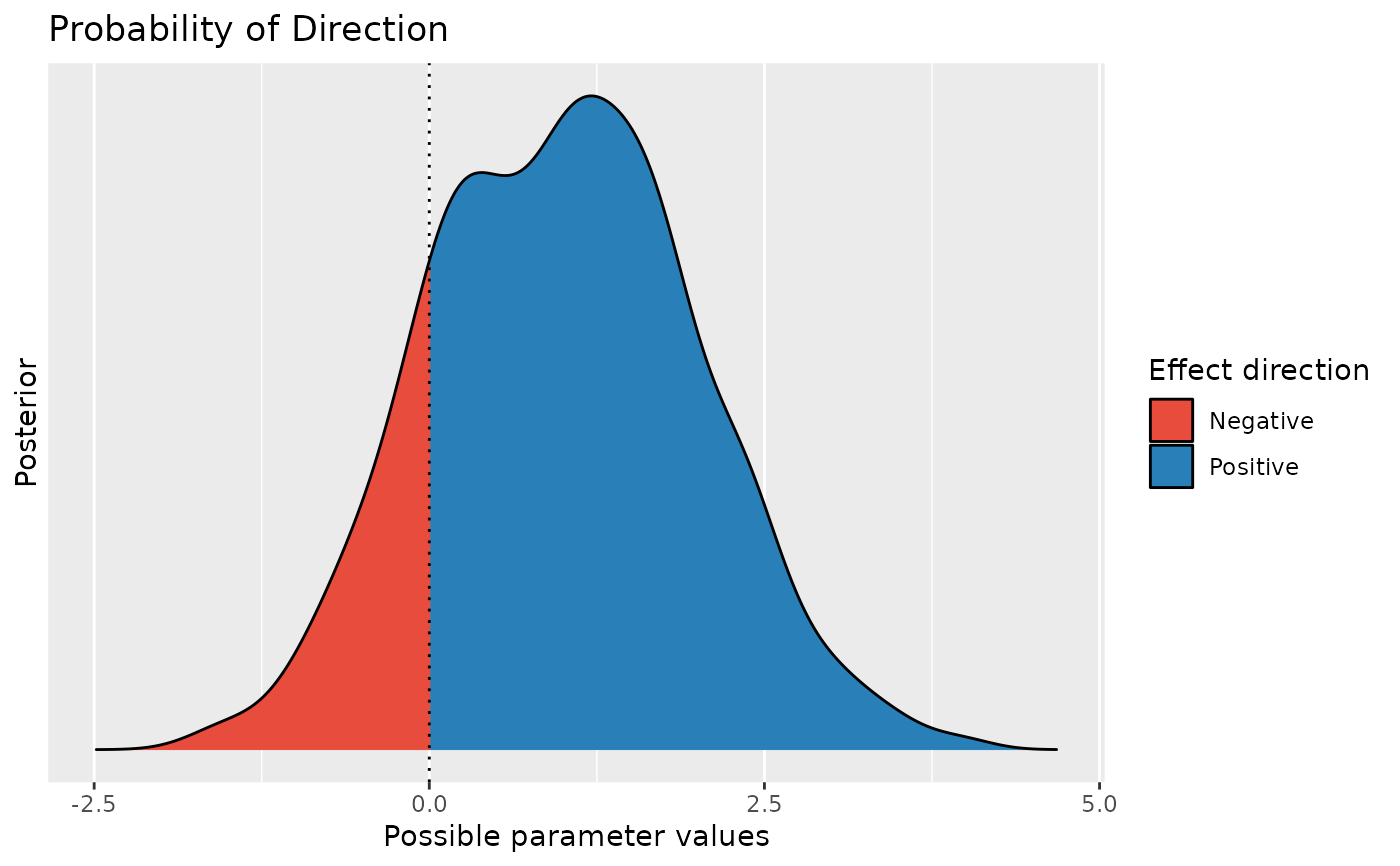 Probability of Direction
Posterior
-2.5 0.0 2.5 5.0
Possible parameter values
Effect direction
Negative
Positive